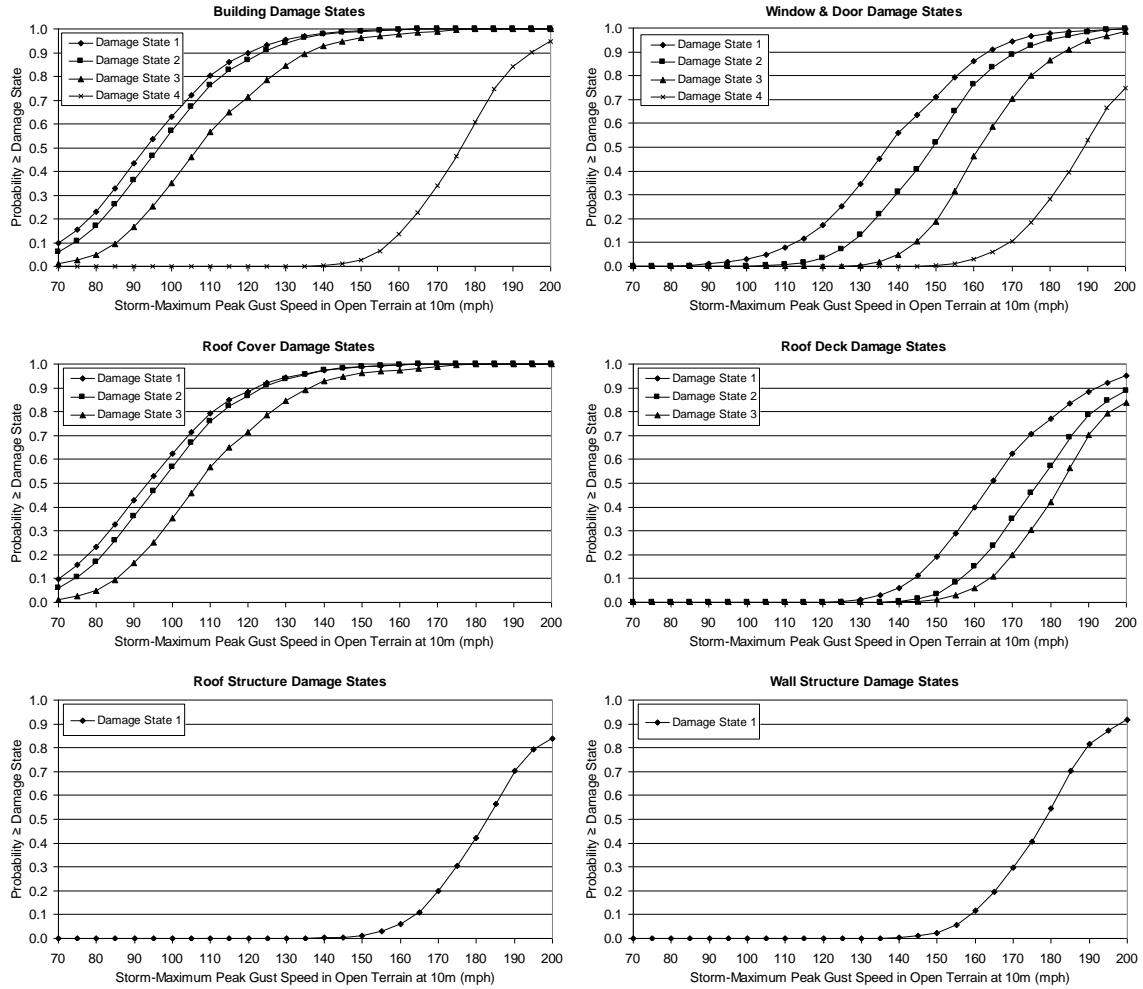 Building Damage States
Probability ≥ Damage State
1.0
0.9
0.8
0.7
0.6
0.5
0.4
0.3
0.2
0.1
0.0
Damage State 1
Damage State 2
Damage State 3
Damage State 4
70 80 90 100 110 120 130 140 150 160 170 180 190 200
Storm-Maximum Peak Gust Speed in Open Terrain at 10m (mph)
Window & Door Damage States
Probability ≥ Damage State
1.0
0.9
0.8
0.7
0.6
0.5
0.4
0.3
0.2
0.1
0.0
Damage State 1
Damage State 2
Damage State 3
Damage State 4
70 80 90 100 110 120 130 140 150 160 170 180 190 200
Storm-Maximum Peak Gust Speed in Open Terrain at 10m (mph)
Roof Cover Damage States
Probability ≥ Damage State
1.0
0.9
0.8
0.7
0.6
0.5
0.4
0.3
0.2
0.1
0.0
Damage State 1
Damage State 2
Damage State 3
70 80 90 100 110 120 130 140 150 160 170 180 190 200
Storm-Maximum Peak Gust Speed in Open Terrain at 10m (mph)
Roof Deck Damage States
Probability ≥ Damage State
1.0
0.9
0.8
0.7
0.6
0.5
0.4
0.3
0.2
0.1
0.0
Damage State 1
Damage State 2
Damage State 3
70 80 90 100 110 120 130 140 150 160 170 180 190 200
Storm-Maximum Peak Gust Speed in Open Terrain at 10m (mph)
Roof Structure Damage States
Probability ≥ Damage State
1.0
0.9
0.8
0.7
0.6
0.5
0.4
0.3
0.2
0.1
0.0
Damage State 1
70 80 90 100 110 120 130 140 150 160 170 180 190 200
Storm-Maximum Peak Gust Speed in Open Terrain at 10m (mph)
Wall Structure Damage States
Probability ≥ Damage State
1.0
0.9
0.8
0.7
0.6
0.5
0.4
0.3
0.2
0.1
0.0
Damage State 1
70 80 90 100 110 120 130 140 150 160 170 180 190 200
Storm-Maximum Peak Gust Speed in Open Terrain at 10m (mph)